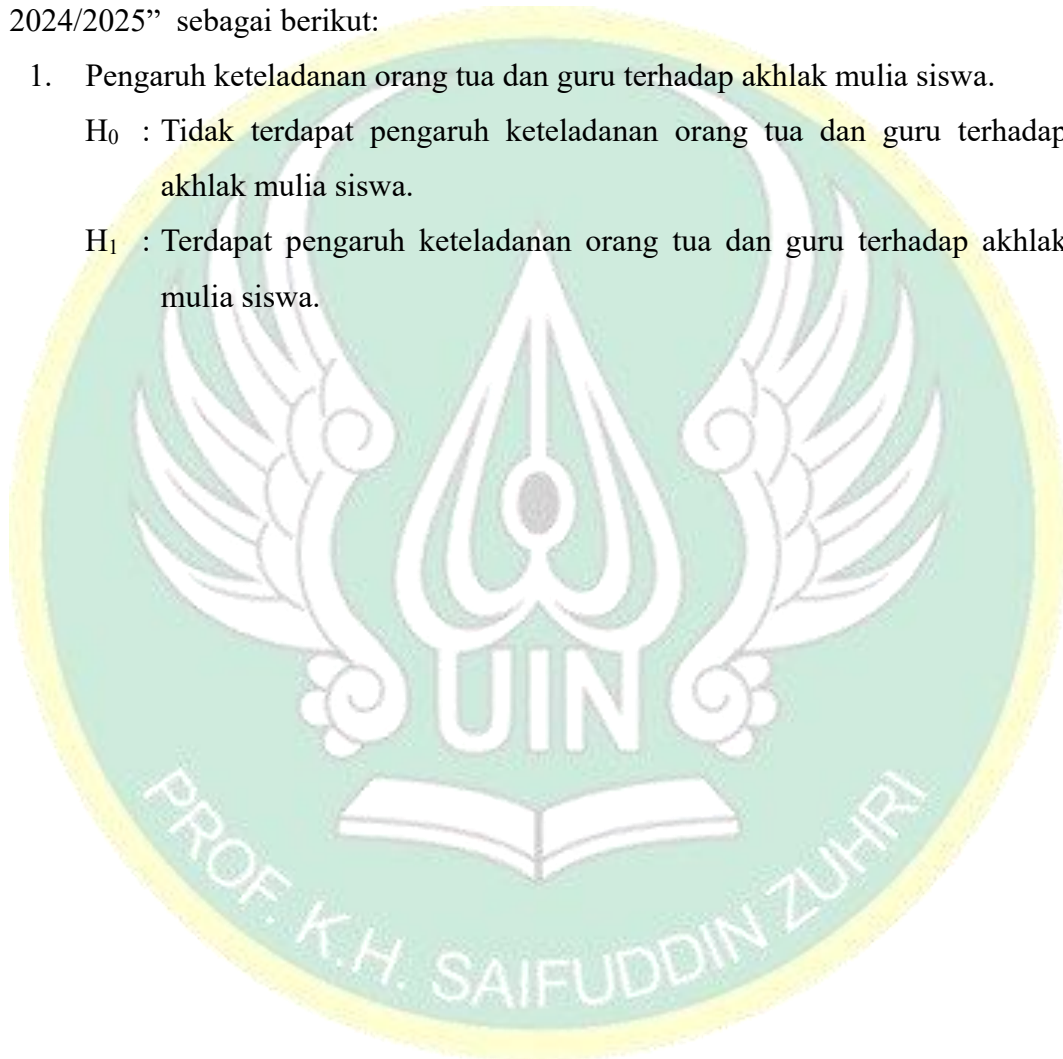 2024/2025” sebagai berikut:
1. Pengaruh keteladanan orang tua dan guru terhadap akhlak mulia siswa.
H₀ : Tidak terdapat pengaruh keteladanan orang tua dan guru terhadap
akhlak mulia siswa.
H₁ : Terdapat pengaruh keteladanan orang tua dan guru terhadap akhlak
mulia siswa.
UIN
PROF. K.H. SAIFUDDIN ZUHRI